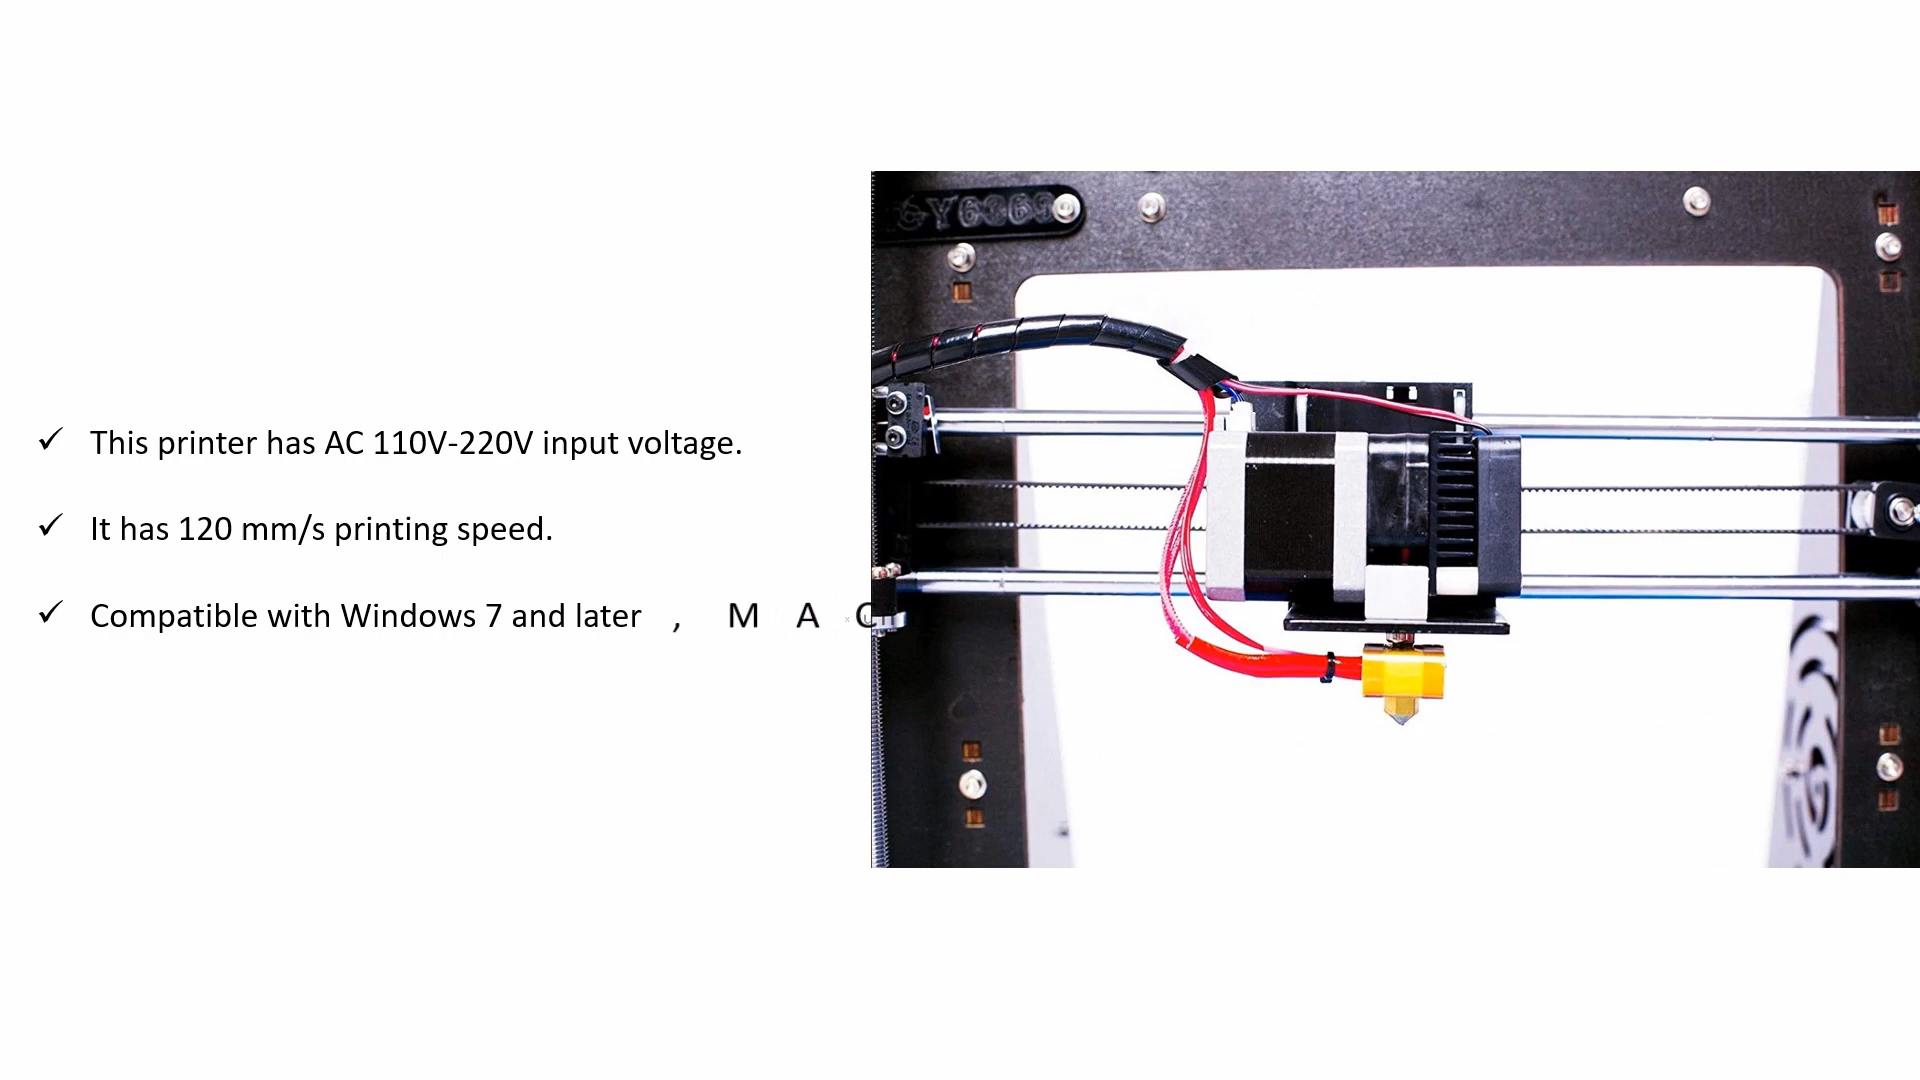 This printer has AC 110V-220V input voltage.
It has 120 mm/s printing speed.
Compatible with Windows 7 and later , MAC